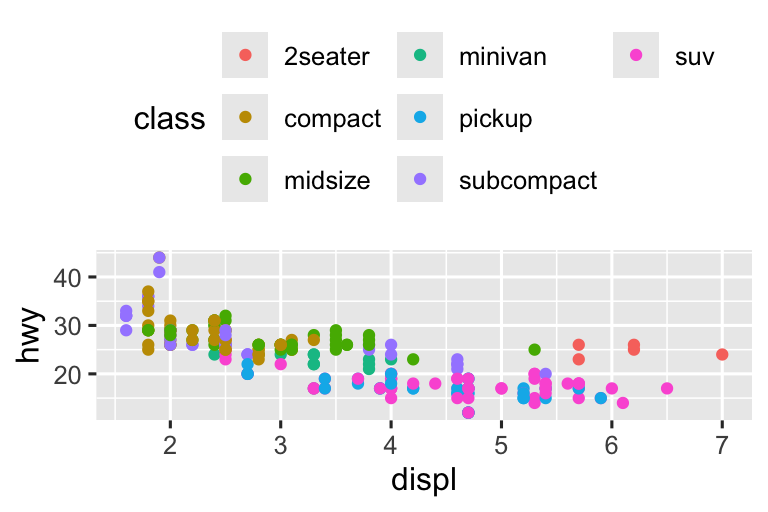 2seater minivan suv
class compact pickup
midsize subcompact
40
30
20
hwy
2 3 4 5 6 7
displ